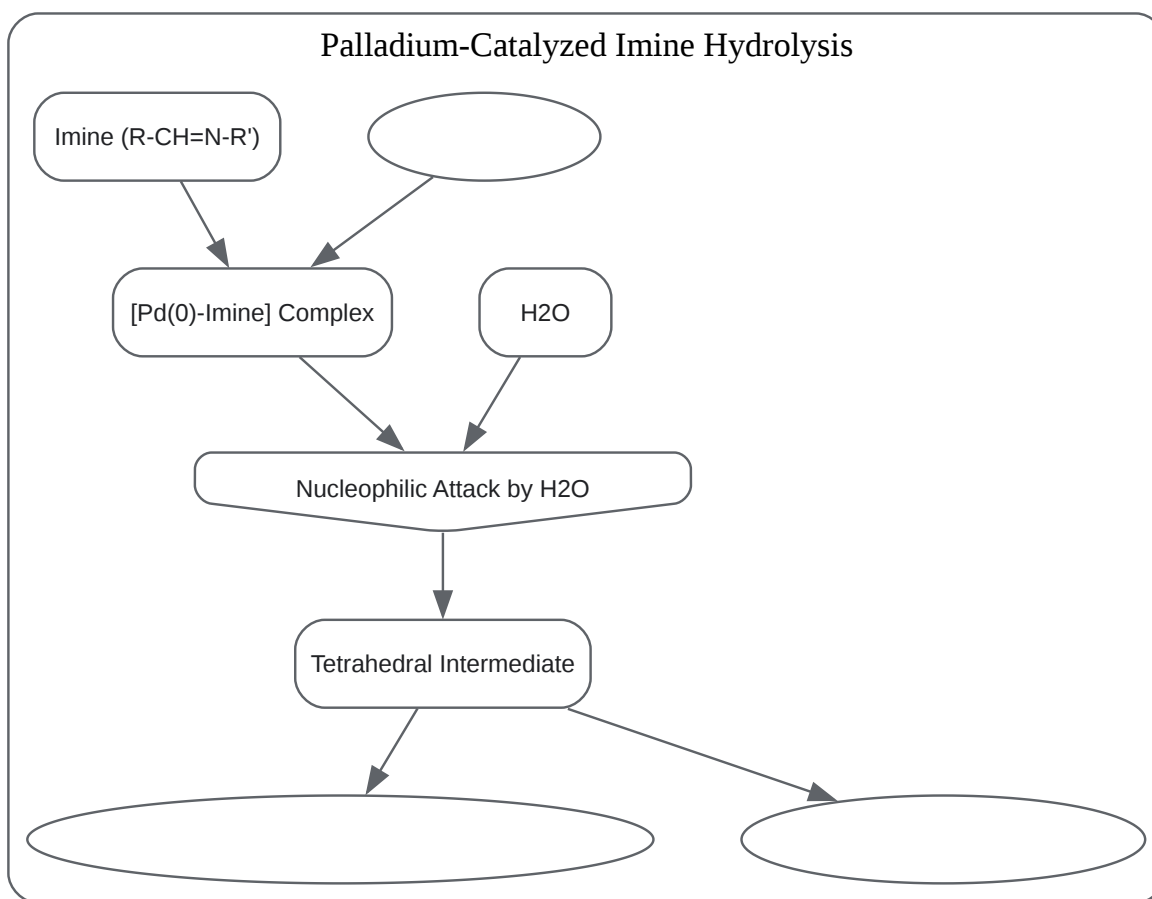 Palladium-Catalyzed Imine Hydrolysis
Imine (R-CH=N-R')
[Pd(0)-Imine] Complex
H2O
Nucleophilic Attack by H2O
Tetrahedral Intermediate